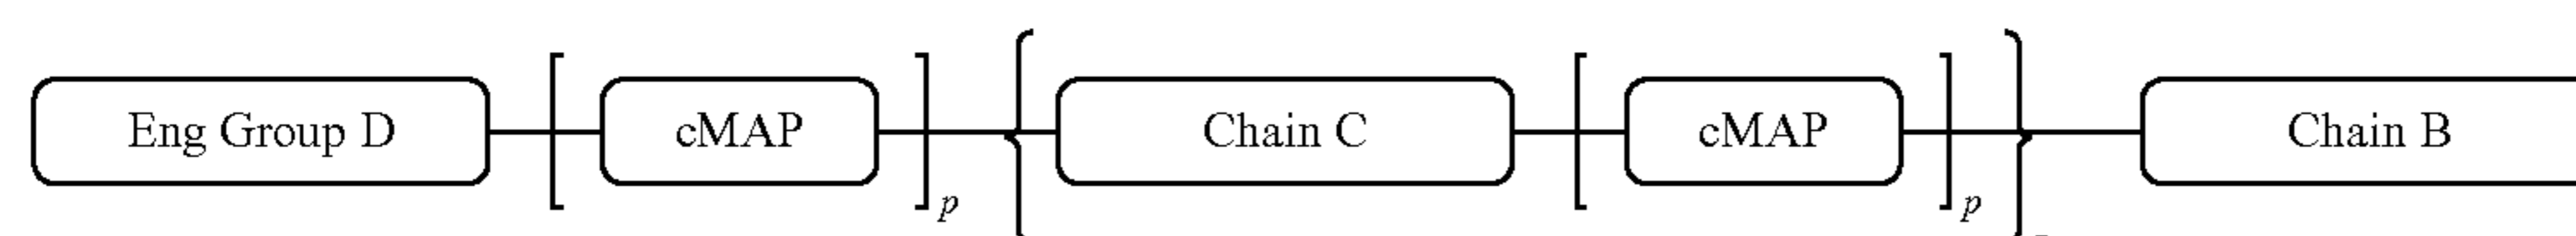 Eng Group D cMAP Chain C cMAP Chain B
p p